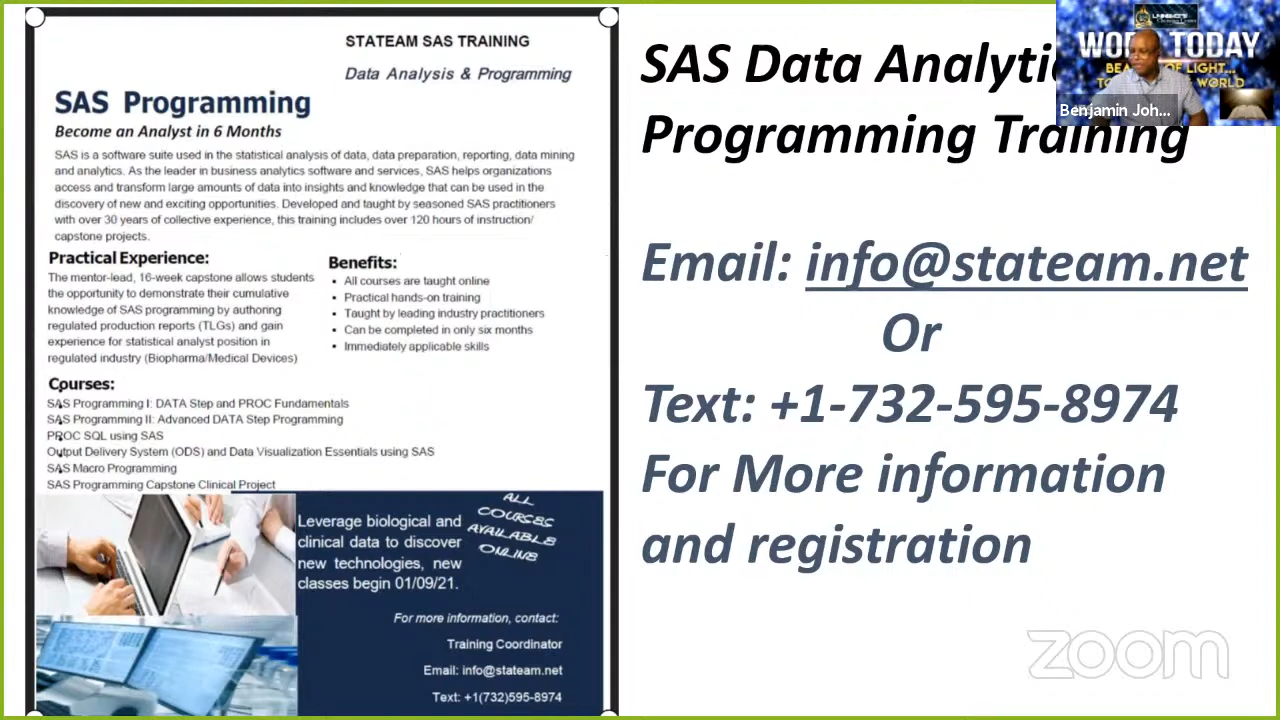 STATEAM SAS TRAINING
Data Analysis & Programming
SAS Programming
Become an Analyst in 6 Months
SAS is a software suite used in the statistical analysis of data, data preparation, reporting, data mining
and analytics. As the leader in business analytics software and services, SAS helps organizations
access and transform large amounts of data into insights and knowledge that can be used in the
discovery of new and exciting opportunities. Developed and taught by seasoned SAS practitioners
with over 30 years of collective experience, this training includes over 120 hours of instruction/
capstone projects.
Practical Experience:
The mentor-lead, 16-week capstone allows students
the opportunity to demonstrate their cumulative
knowledge of SAS programming by authoring
regulated production reports (TLGs) and gain
experience for statistical analyst position in
regulated industry (Biopharma/Medical Devices)
Benefits:
All courses are taught online
Practical hands-on training
Taught by leading industry practitioners
Can be completed in only six months
Immediately applicable skills
Courses:
SAS Programming I: DATA Step and PROC Fundamentals
SAS Programming II: Advanced DATA Step Programming
PROC SQL using SAS
Output Delivery System (ODS) and Data Visualization Essentials using SAS
SAS Macro Programming
SAS Programming Capstone Clinical Project
Leverage biological and
clinical data to discover
new technologies, new
classes begin 01/09/21.
ALL
COURSES
AVAILABLE
ONLINE
For more information, contact:
Training Coordinator
Email: info@stateam.net
Text: +1(732)595-8974
SAS Data Analyti
Programming Training
Email: info@stateam.net
Or
Text: +1-732-595-8974
For More information
and registration
TODAY
OF LIGHT...
WORLD
Benjamin Joh...
zoom